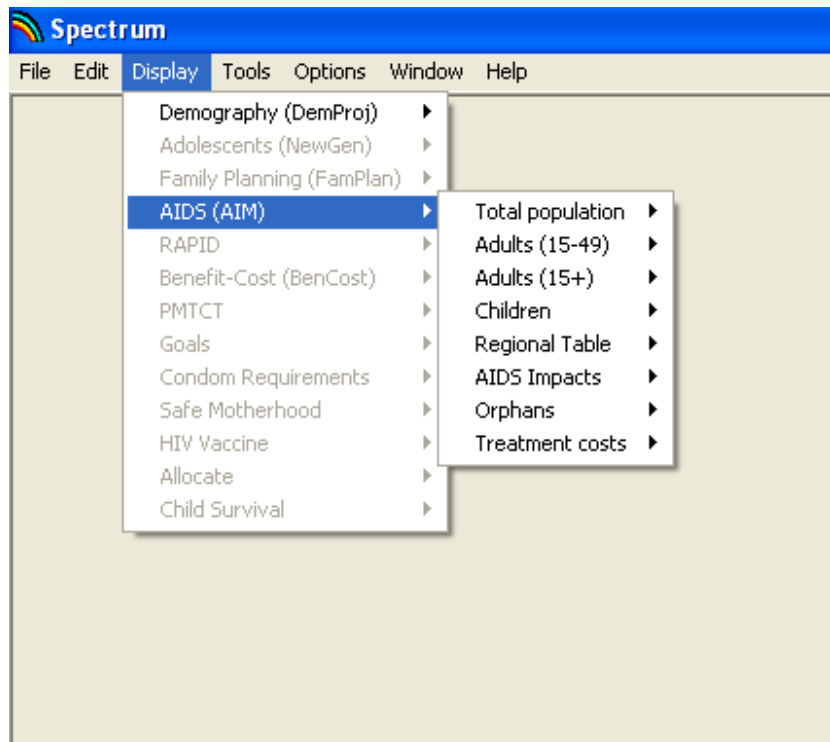 Spectrum
File Edit Display Tools Options Window Help
Demography (DemProj)
Adolescents (NewGen)
Family Planning (FamPlan)
AIDS (AIM)
RAPID
Benefit-Cost (BenCost)
PMTCT
Goals
Condom Requirements
Safe Motherhood
HIV Vaccine
Allocate
Child Survival
Total population
Adults (15-49)
Adults (15+)
Children
Regional Table
AIDS Impacts
Orphans
Treatment costs